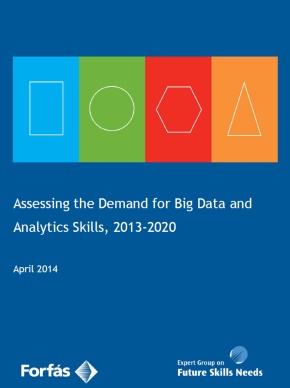 Assessing the Demand for Big Data and
Analytics Skills, 2013-2020
April 2014
Forfás
Expert Group on
Future Skills Needs